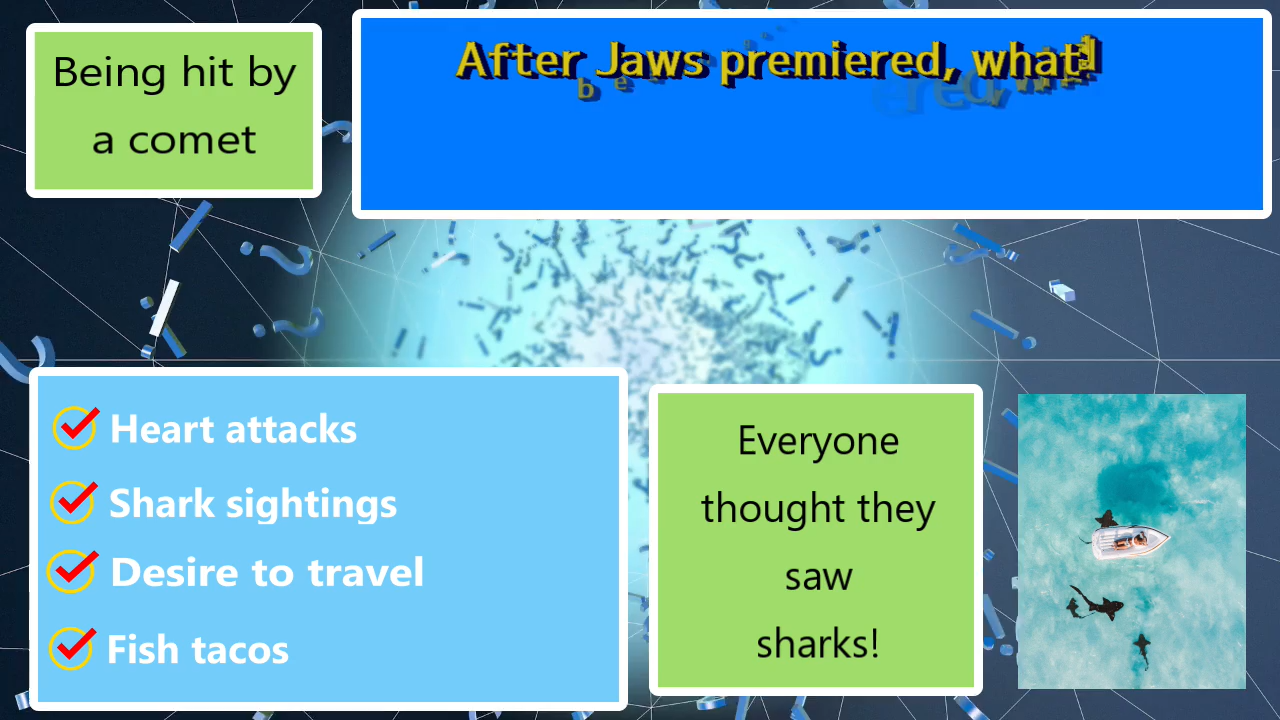 Being hit by
a comet
After Jaws premiered, what
Heart attacks
Shark sightings
Desire to travel
Fish tacos
Everyone
thought they
saw
sharks!